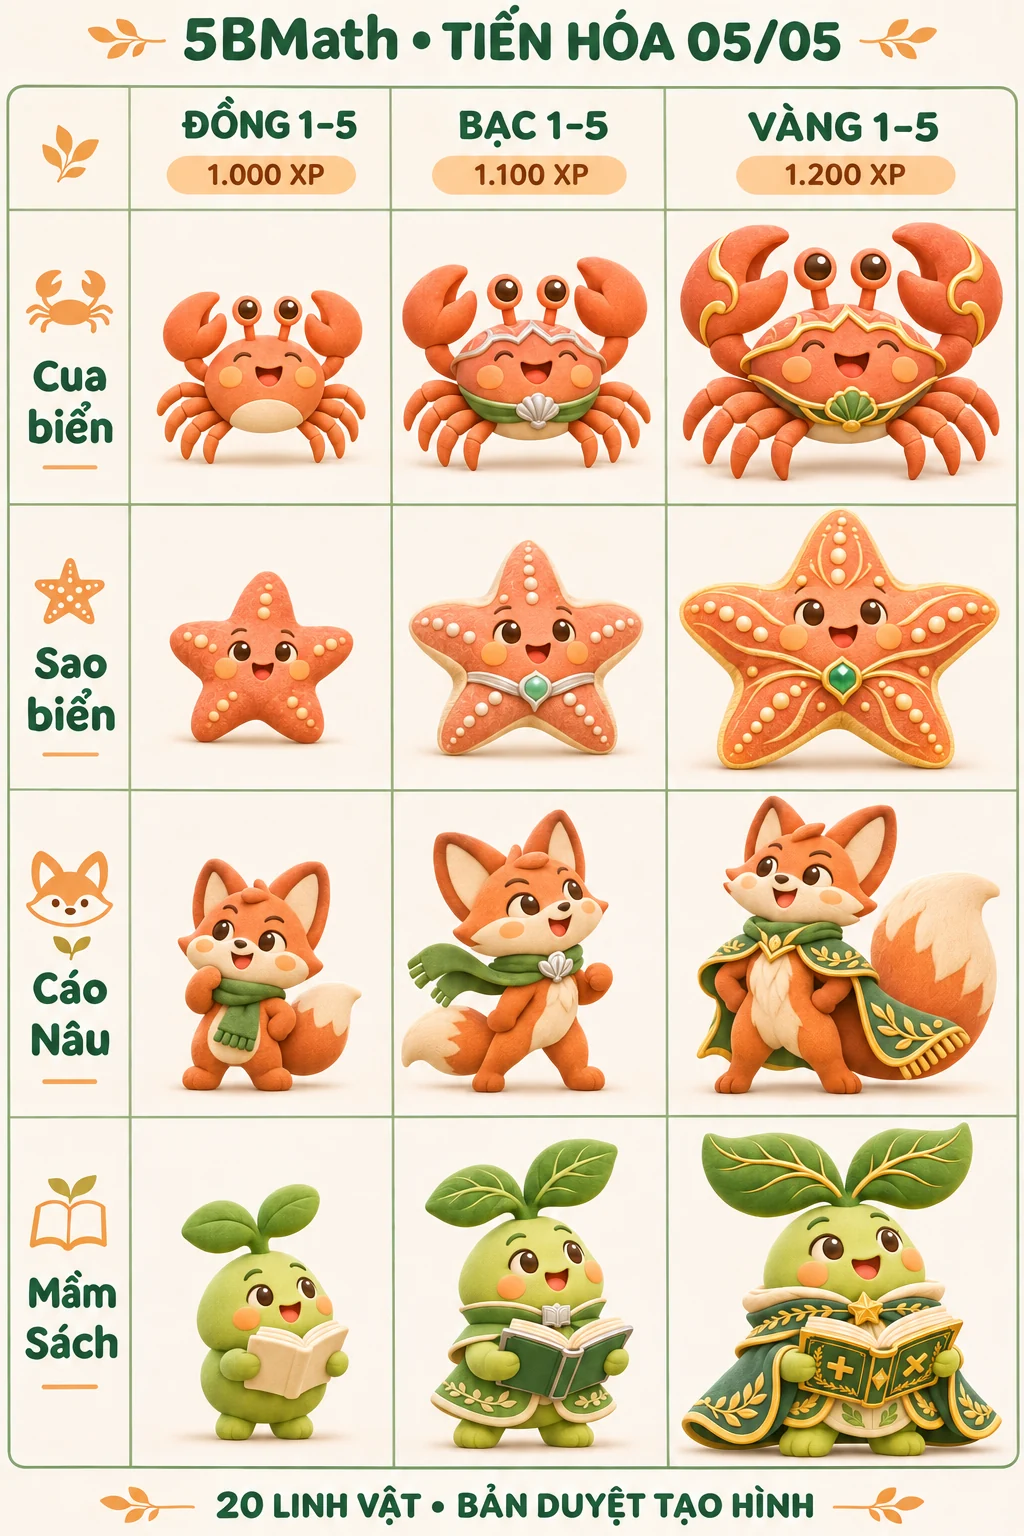 5BMath • TIẾN HÓA 05/05
ĐỒNG 1–5
BẠC 1–5
VÀNG 1–5
1.000 XP
1.100 XP
1.200 XP
Cua
biển
Sao
biển
Cáo
Nâu
Mầm
Sách
20 LINH VẬT • BẢN DUYỆT TẠO HÌNH